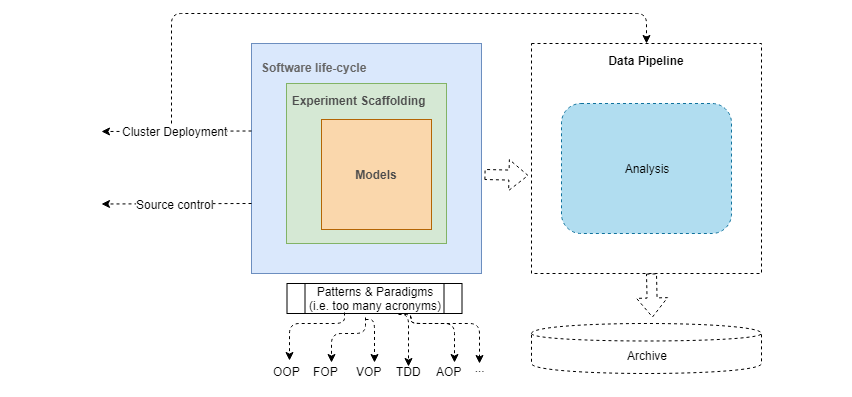 Software life-cycle
Experiment Scaffolding
Models
Cluster Deployment
Source control
Data Pipeline
Analysis
Patterns & Paradigms
(i.e. too many acronyms)
OOP FOP VOP TDD AOP ...
Archive